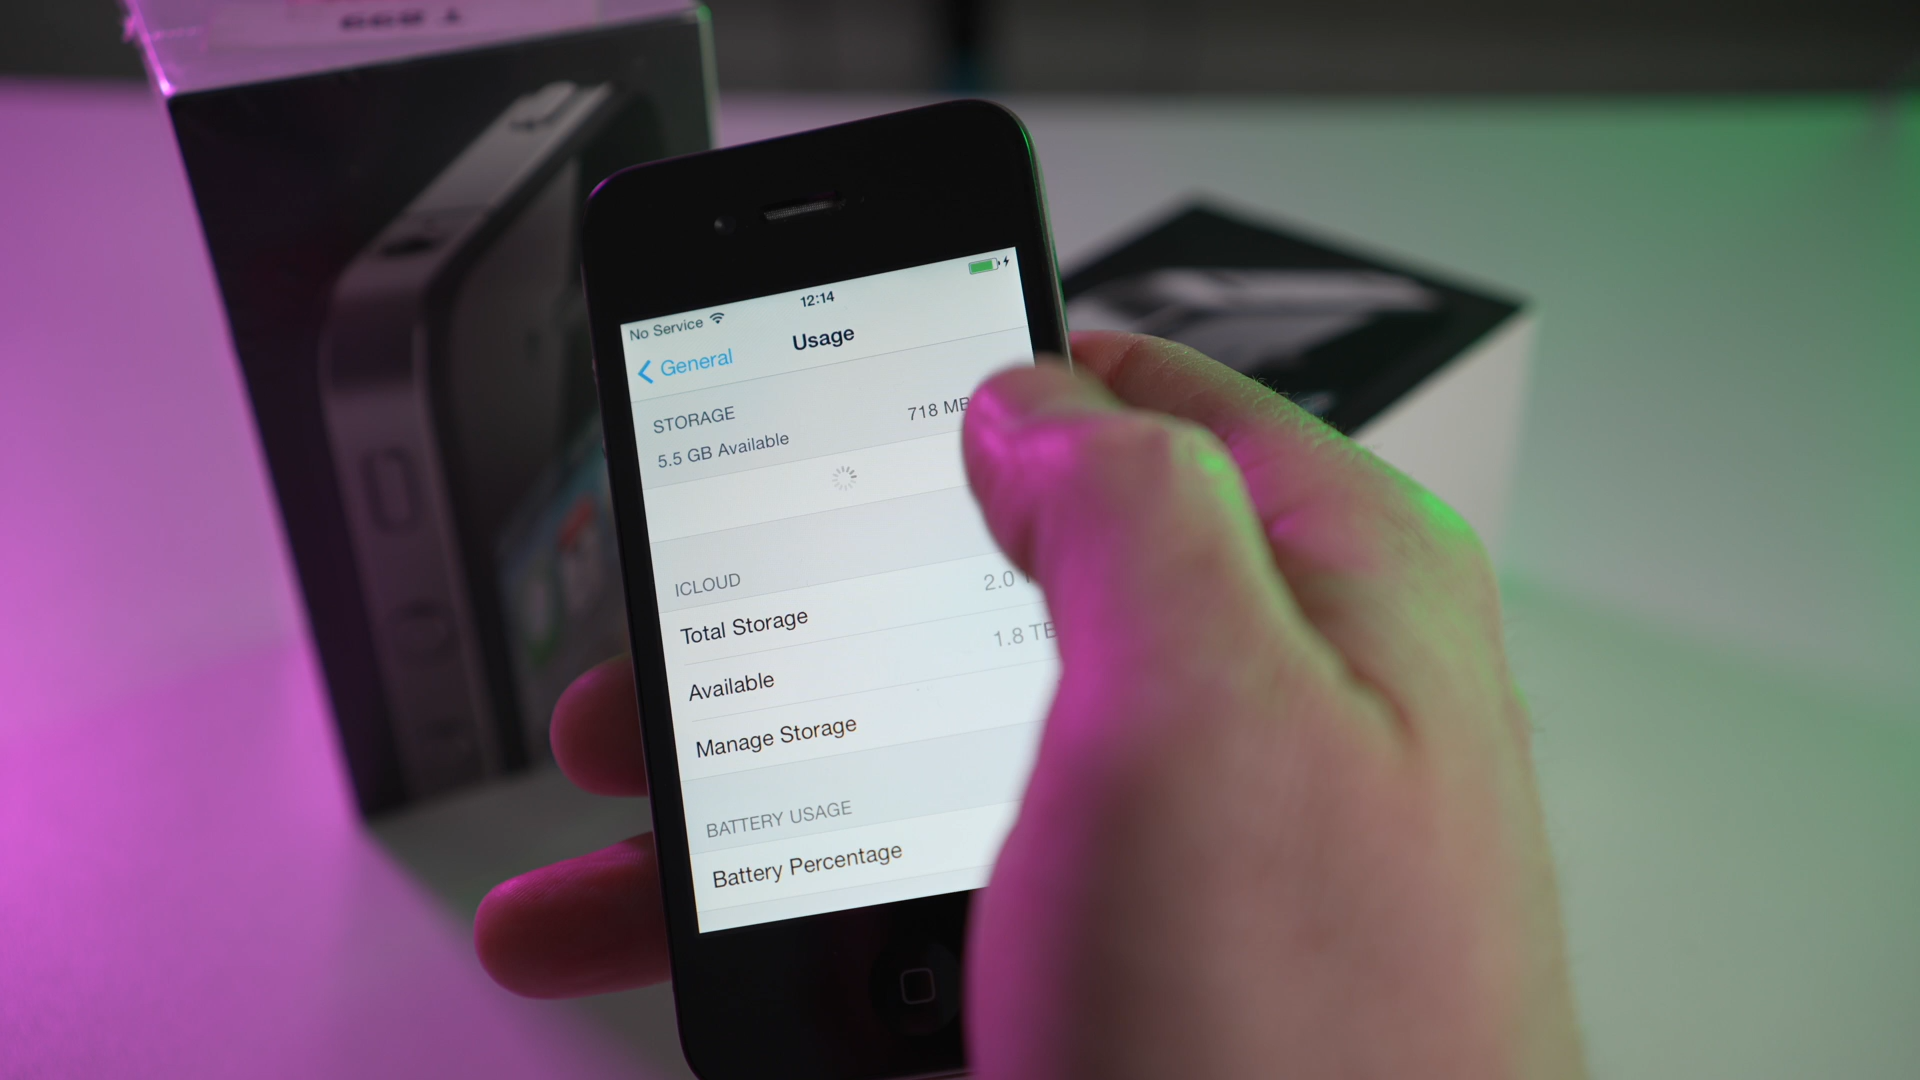 12:14
No Service
General
Usage
STORAGE
718 MB
5.5 GB Available
ICLOUD
Total Storage
2.0
Available
1.8 TB
Manage Storage
BATTERY USAGE
Battery Percentage